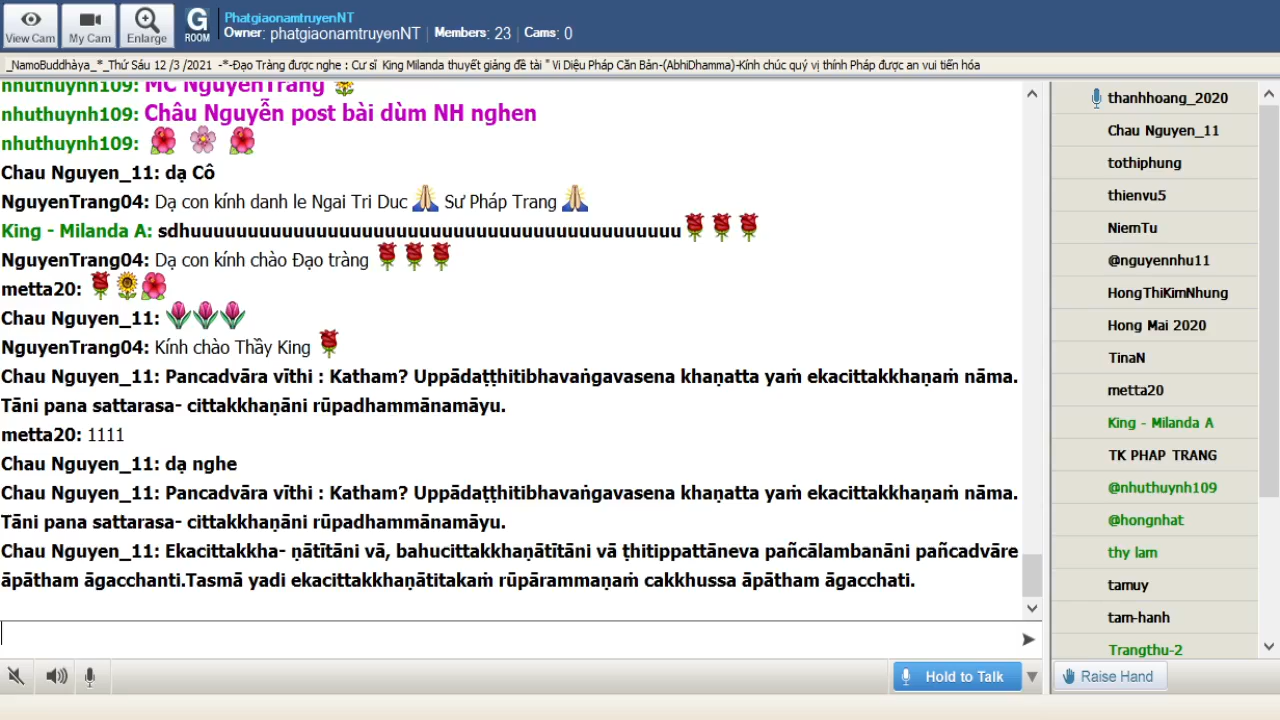 View Cam
My Cam
Enlarge
G
ROOM
PhatgiaonamtruyenNT
Owner: phatgiaonamtruyenNT | Members: 23 | Cams: 0
_NamoBuddhàya_*_Thứ Sáu 12 /3 /2021 -*-Đạo Tràng được nghe : Cư sĩ King Milanda thuyết giảng đề tài " Vi Diệu Pháp Căn Bản-(AbhiDhamma)-Kính chúc quý vị thính Pháp được an vui tiến hóa
nhuthuynh109: MC NguyenTrang
nhuthuynh109: Châu Nguyễn post bài dùm NH nghen
nhuthuynh109:
Chau Nguyen_11: dạ Cô
NguyenTrang04: Dạ con kính danh le Ngai Tri Duc Sư Pháp Trang
King - Milanda A: sdhuuuuuuuuuuuuuuuuuuuuuuuuuuuuuuuuuuuuuuuuuuu
NguyenTrang04: Dạ con kính chào Đạo tràng
metta20:
Chau Nguyen_11:
NguyenTrang04: Kính chào Thầy King
Chau Nguyen_11: Pancadvāra vīthi : Katham? Uppādaṭṭhitibhavaṅgavasena khaṇatta yaṁ ekacittakkhaṇaṁ nāma.
Tāni pana sattarasa- cittakkhaṇāni rūpadhammānamāyu.
metta20: 1111
Chau Nguyen_11: dạ nghe
Chau Nguyen_11: Pancadvāra vīthi : Katham? Uppādaṭṭhitibhavaṅgavasena khaṇatta yaṁ ekacittakkhaṇaṁ nāma.
Tāni pana sattarasa- cittakkhaṇāni rūpadhammānamāyu.
Chau Nguyen_11: Ekacittakkha- ṇātītāni vā, bahucittakkhaṇātītāni vā ṭhitippattāneva pañcālambanāni pañcadvāre
āpātham āgacchanti.Tasmā yadi ekacittakkhaṇātitakaṁ rūpārammaṇaṁ cakkhussa āpātham āgacchati.
Hold to Talk
thanhhoang_2020
Chau Nguyen_11
tothiphung
thienvu5
NiemTu
@nguyennhu11
HongThiKimNhung
Hong Mai 2020
TinaN
metta20
King - Milanda A
TK PHAP TRANG
@nhuthuynh109
@hongnhat
thy lam
tamuy
tam-hanh
Trangthu-2
Raise Hand